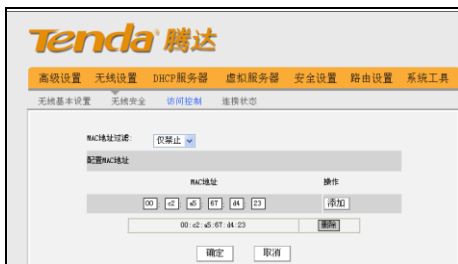 Tenda 腾达
高级设置 无线设置 DHCP服务器 虚拟服务器 安全设置 路由设置 系统工具
无线基本设置 无线安全 访问控制 连接状态
MAC地址过滤: 仅禁止
配置MAC地址
MAC地址 操作
00 : c2 : a5 : 67 : d4 : 23 添加
00:c2:a5:67:d4:23 删除
确定 取消